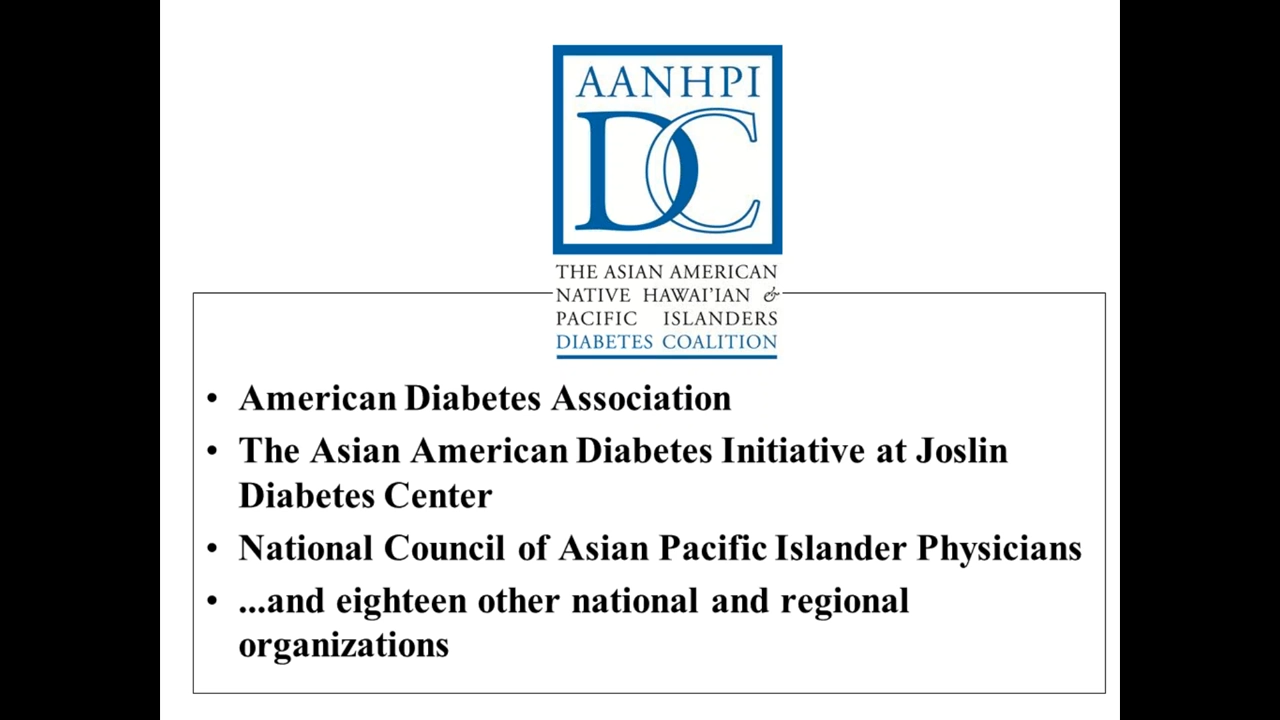 AANHPI
DC
THE ASIAN AMERICAN
NATIVE HAWAI'IAN &
PACIFIC ISLANDERS
DIABETES COALITION
• American Diabetes Association
• The Asian American Diabetes Initiative at Joslin
Diabetes Center
• National Council of Asian Pacific Islander Physicians
• ...and eighteen other national and regional
organizations